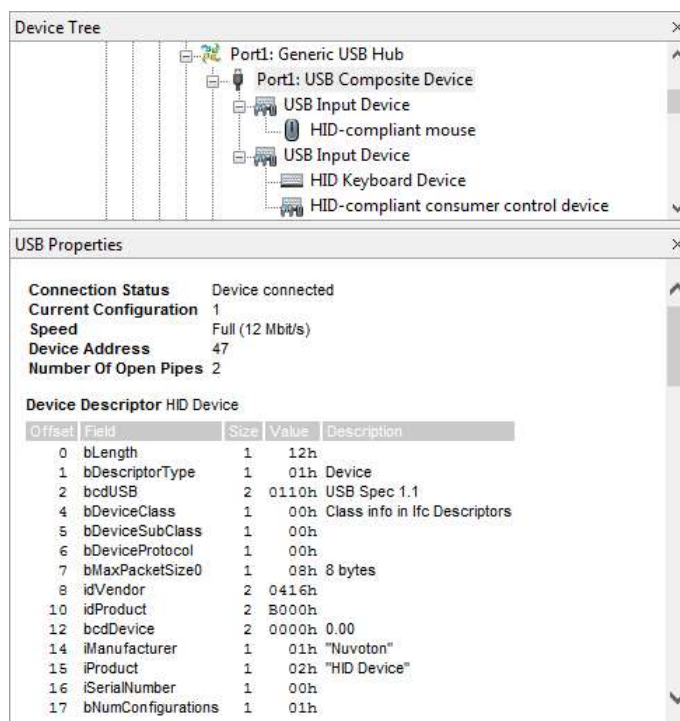 Device Tree
Port1: Generic USB Hub
Port1: USB Composite Device
USB Input Device
HID-compliant mouse
USB Input Device
HID Keyboard Device
HID-compliant consumer control device
USB Properties
Connection Status Device connected
Current Configuration 1
Speed Full (12 Mbit/s)
Device Address 47
Number Of Open Pipes 2
Device Descriptor HID Device
Offset Field Size Value Description
0 bLength 1 12h
1 bDescriptorType 1 01h Device
2 bcdUSB 2 0110h USB Spec 1.1
4 bDeviceClass 1 00h Class info in Ifc Descriptors
5 bDeviceSubClass 1 00h
6 bDeviceProtocol 1 00h
7 bMaxPacketSize0 1 08h 8 bytes
8 idVendor 2 0416h
10 idProduct 2 B000h
12 bcdDevice 2 0000h 0.00
14 iManufacturer 1 01h "Nuvoton"
15 iProduct 1 02h "HID Device"
16 iSerialNumber 1 00h
17 bNumConfigurations 1 01h